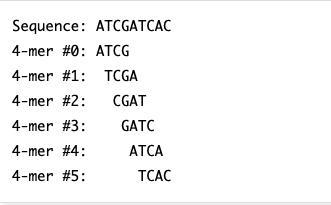 Sequence: ATCGATCAC
4-mer #0: ATCG
4-mer #1:  TCGA
4-mer #2:   CGAT
4-mer #3:    GATC
4-mer #4:     ATCA
4-mer #5:      TCAC